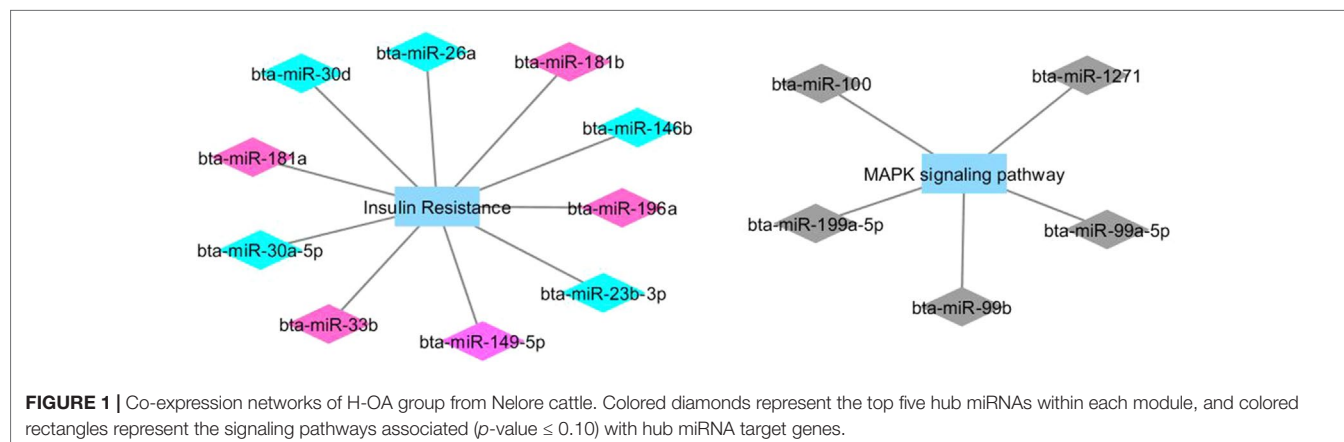 bta-miR-26a
bta-miR-181b
bta-miR-30d
bta-miR-146b
bta-miR-181a
Insulin Resistance
bta-miR-196a
bta-miR-30a-5p
bta-miR-23b-3p
bta-miR-33b
bta-miR-149-5p
bta-miR-100
bta-miR-1271
MAPK signaling pathway
bta-miR-199a-5p
bta-miR-99a-5p
bta-miR-99b
FIGURE 1 | Co-expression networks of H-OA group from Nelore cattle. Colored diamonds represent the top five hub miRNAs within each module, and colored
rectangles represent the signaling pathways associated (p-value ≤ 0.10) with hub miRNA target genes.